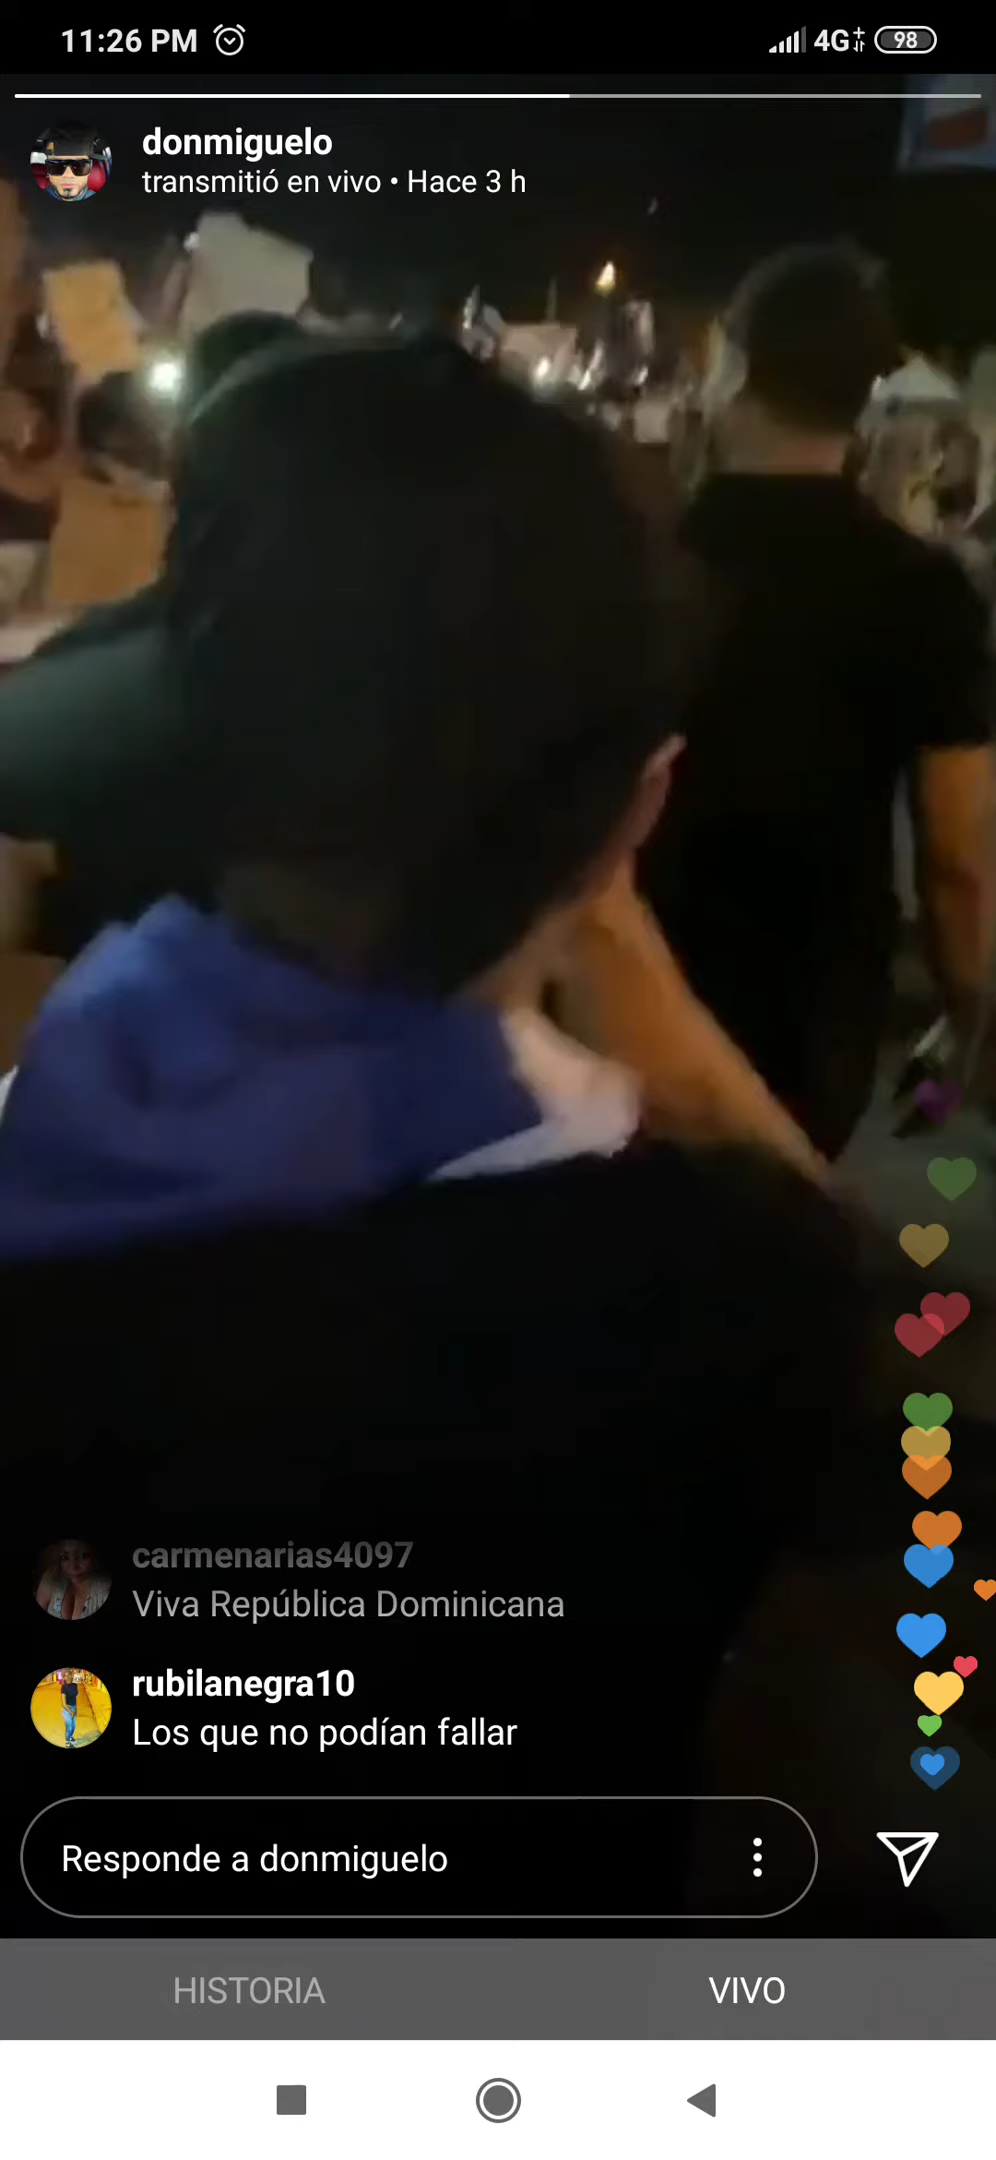 11:26 PM 4G 98
donmiguelo
transmitió en vivo • Hace 3 h
carmenarias4097
Viva República Dominicana
rubilanegra10
Los que no podían fallar
Responde a donmiguelo
HISTORIA VIVO